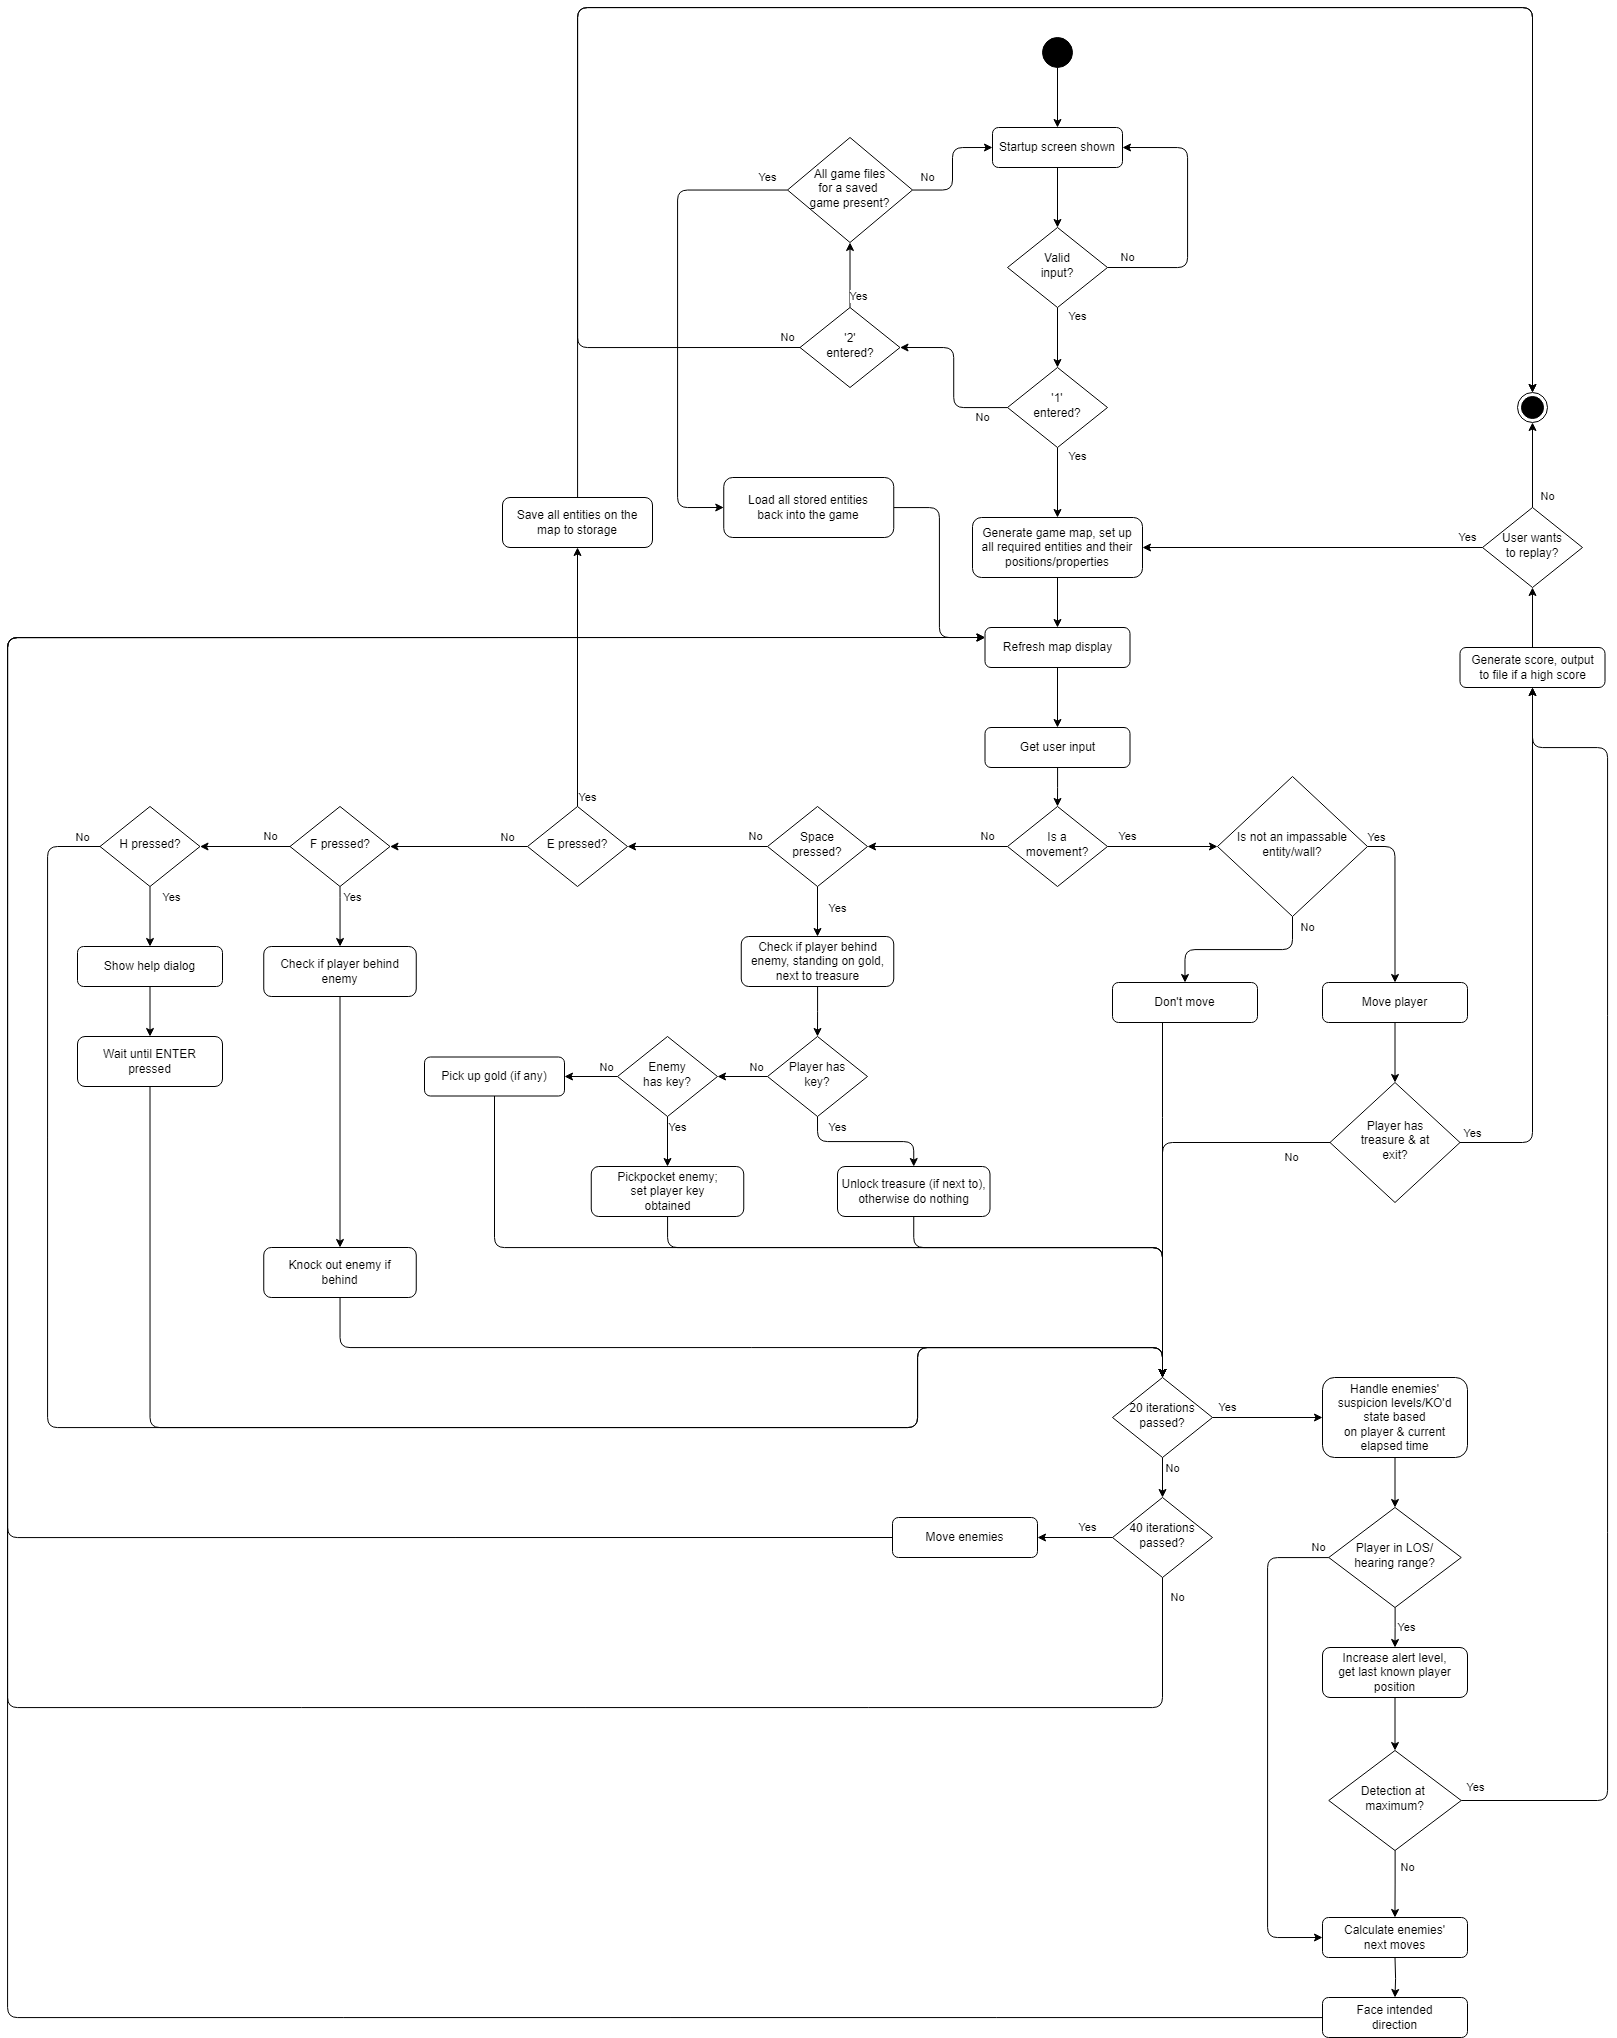 Startup screen shown
All game files
for a saved
game present?
Yes
No
Valid
input?
No
Yes
Yes
'2'
entered?
No
'1'
entered?
No
Yes
Load all stored entities
back into the game
Save all entities on the
map to storage
Generate game map, set up
all required entities and their
positions/properties
No
User wants
to replay?
Yes
Refresh map display
Generate score, output
to file if a high score
Get user input
Yes
H pressed?
No
F pressed?
No
E pressed?
No
Space
pressed?
No
Is a
movement?
No
Yes
Is not an impassable
entity/wall?
Yes
Yes
Yes
Yes
No
Show help dialog
Check if player behind
enemy
Check if player behind
enemy, standing on gold,
next to treasure
Don't move
Move player
Wait until ENTER
pressed
Pick up gold (if any)
No
Enemy
has key?
No
Player has
key?
Yes
Yes
Player has
treasure & at
exit?
Yes
No
Pickpocket enemy;
set player key
obtained
Unlock treasure (if next to),
otherwise do nothing
Knock out enemy if
behind
20 iterations
passed?
Yes
No
Handle enemies'
suspicion levels/KO'd
state based
on player & current
elapsed time
Move enemies
Yes
40 iterations
passed?
No
Player in LOS/
hearing range?
No
Yes
Increase alert level,
get last known player
position
Detection at
maximum?
Yes
No
Calculate enemies'
next moves
Face intended
direction